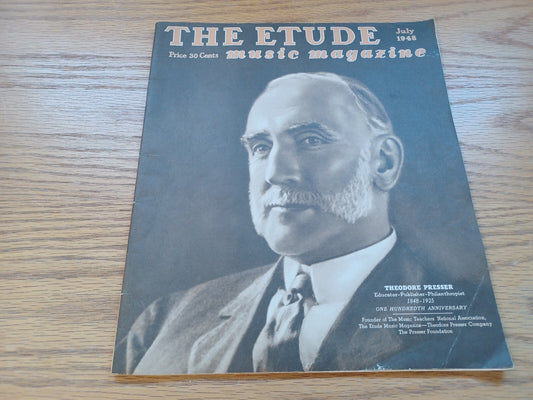 THE ETUDE
July
1948
Price 30 Cents
music magazine
THEODORE PRESSER
Educator-Publisher-Philanthropist
1848-1925
ONE HUNDREDTH ANNIVERSARY
Founder of The Music Teachers National Association,
The Etude Music Magazine—Theodore Presser Company
The Presser Foundation